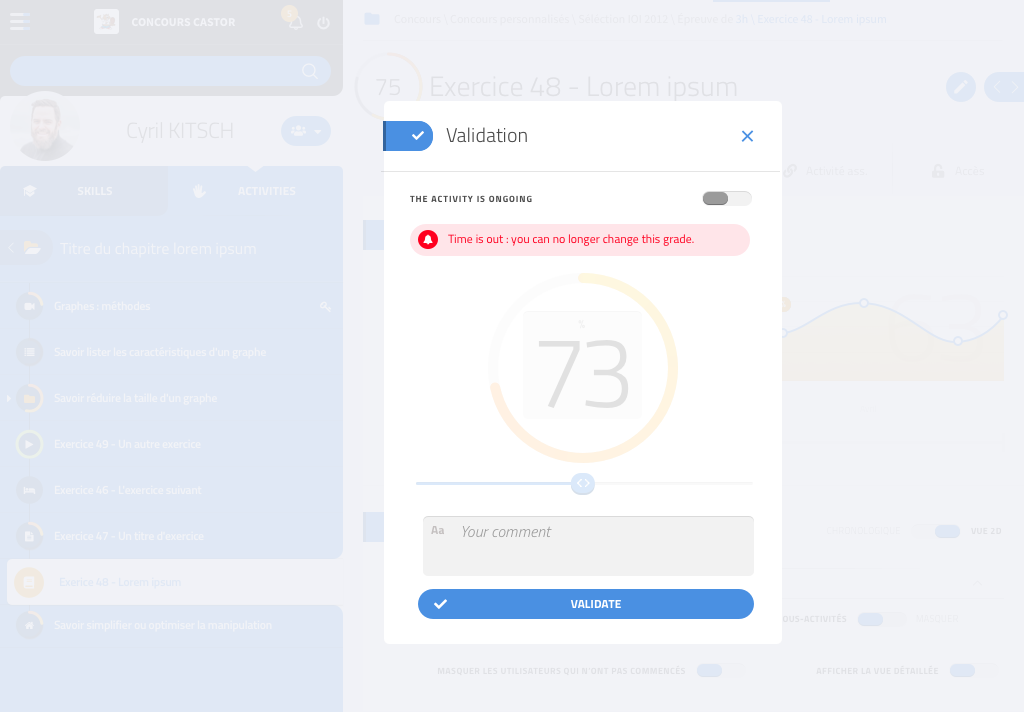 CONCOURS CASTOR
Concours \ Concours personnalisés \ Sélection IOI 2012 \ Épreuve de 2h \ Exercice 48 - Lorem ipsum
75
Exercice 48 - Lorem ipsum
Cyril KITSCH
SKILLS
ACTIVITIES
Titre du chapitre lorem ipsum
Graphes : méthodes
Savoir lister les caractéristiques d'un graphe
Savoir réduire la taille d'un graphe
Exercice 49 - Un autre exercice
Exercice 46 - L'exercice suivant
Exercice 47 - Un titre d'exercice
Exerice 48 - Lorem ipsum
Savoir simplifier ou optimiser la manipulation
Accès
Validation
THE ACTIVITY IS ONGOING
Time is out : you can no longer change this grade.
%
73
Aa
Your comment
VALIDATE
VUE 2D
OUS-ACTIVITÉS
MASQUER LES UTILISATEURS QUI N'ONT PAS COMMENCÉS
AFFICHER LA VUE DÉTAILLÉE